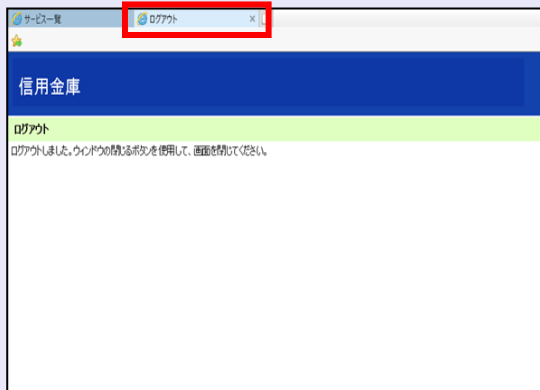 サービス一覧
ログアウト
信用金庫
ログアウト
ログアウトしました。ウィンドウの閉じるボタンを使用して、画面を閉じてください。